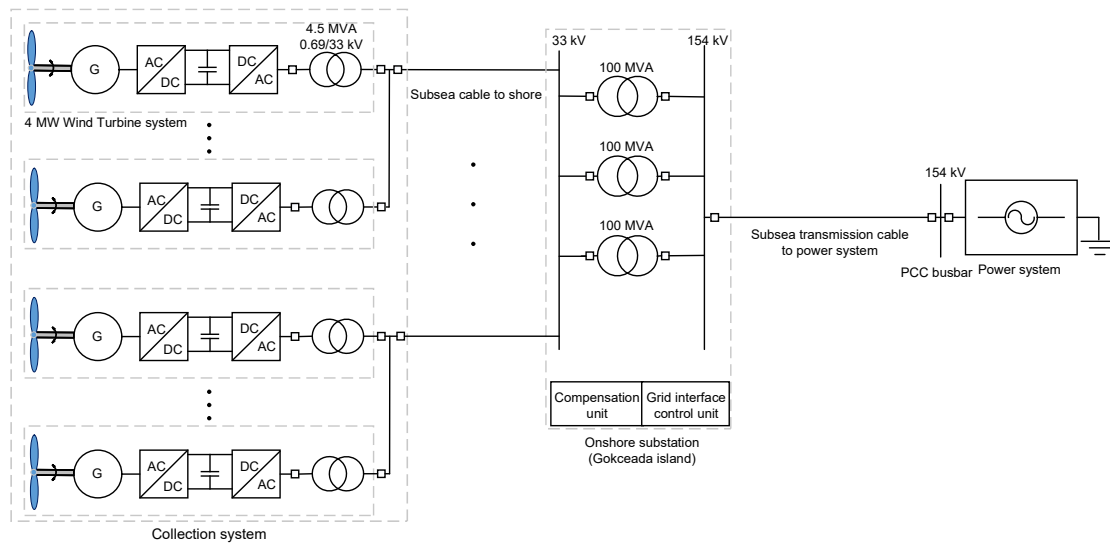 4.5 MVA
0.69/33 kV
33 kV
154 kV
G
AC
DC
DC
AC
100 MVA
Subsea cable to shore
4 MW Wind Turbine system
100 MVA
154 kV
G
AC
DC
DC
AC
100 MVA
Subsea transmission cable
to power system
PCC busbar
Power system
G
AC
DC
DC
AC
Compensation
unit
Grid interface
control unit
Onshore substation
(Gokceada island)
G
AC
DC
DC
AC
Collection system